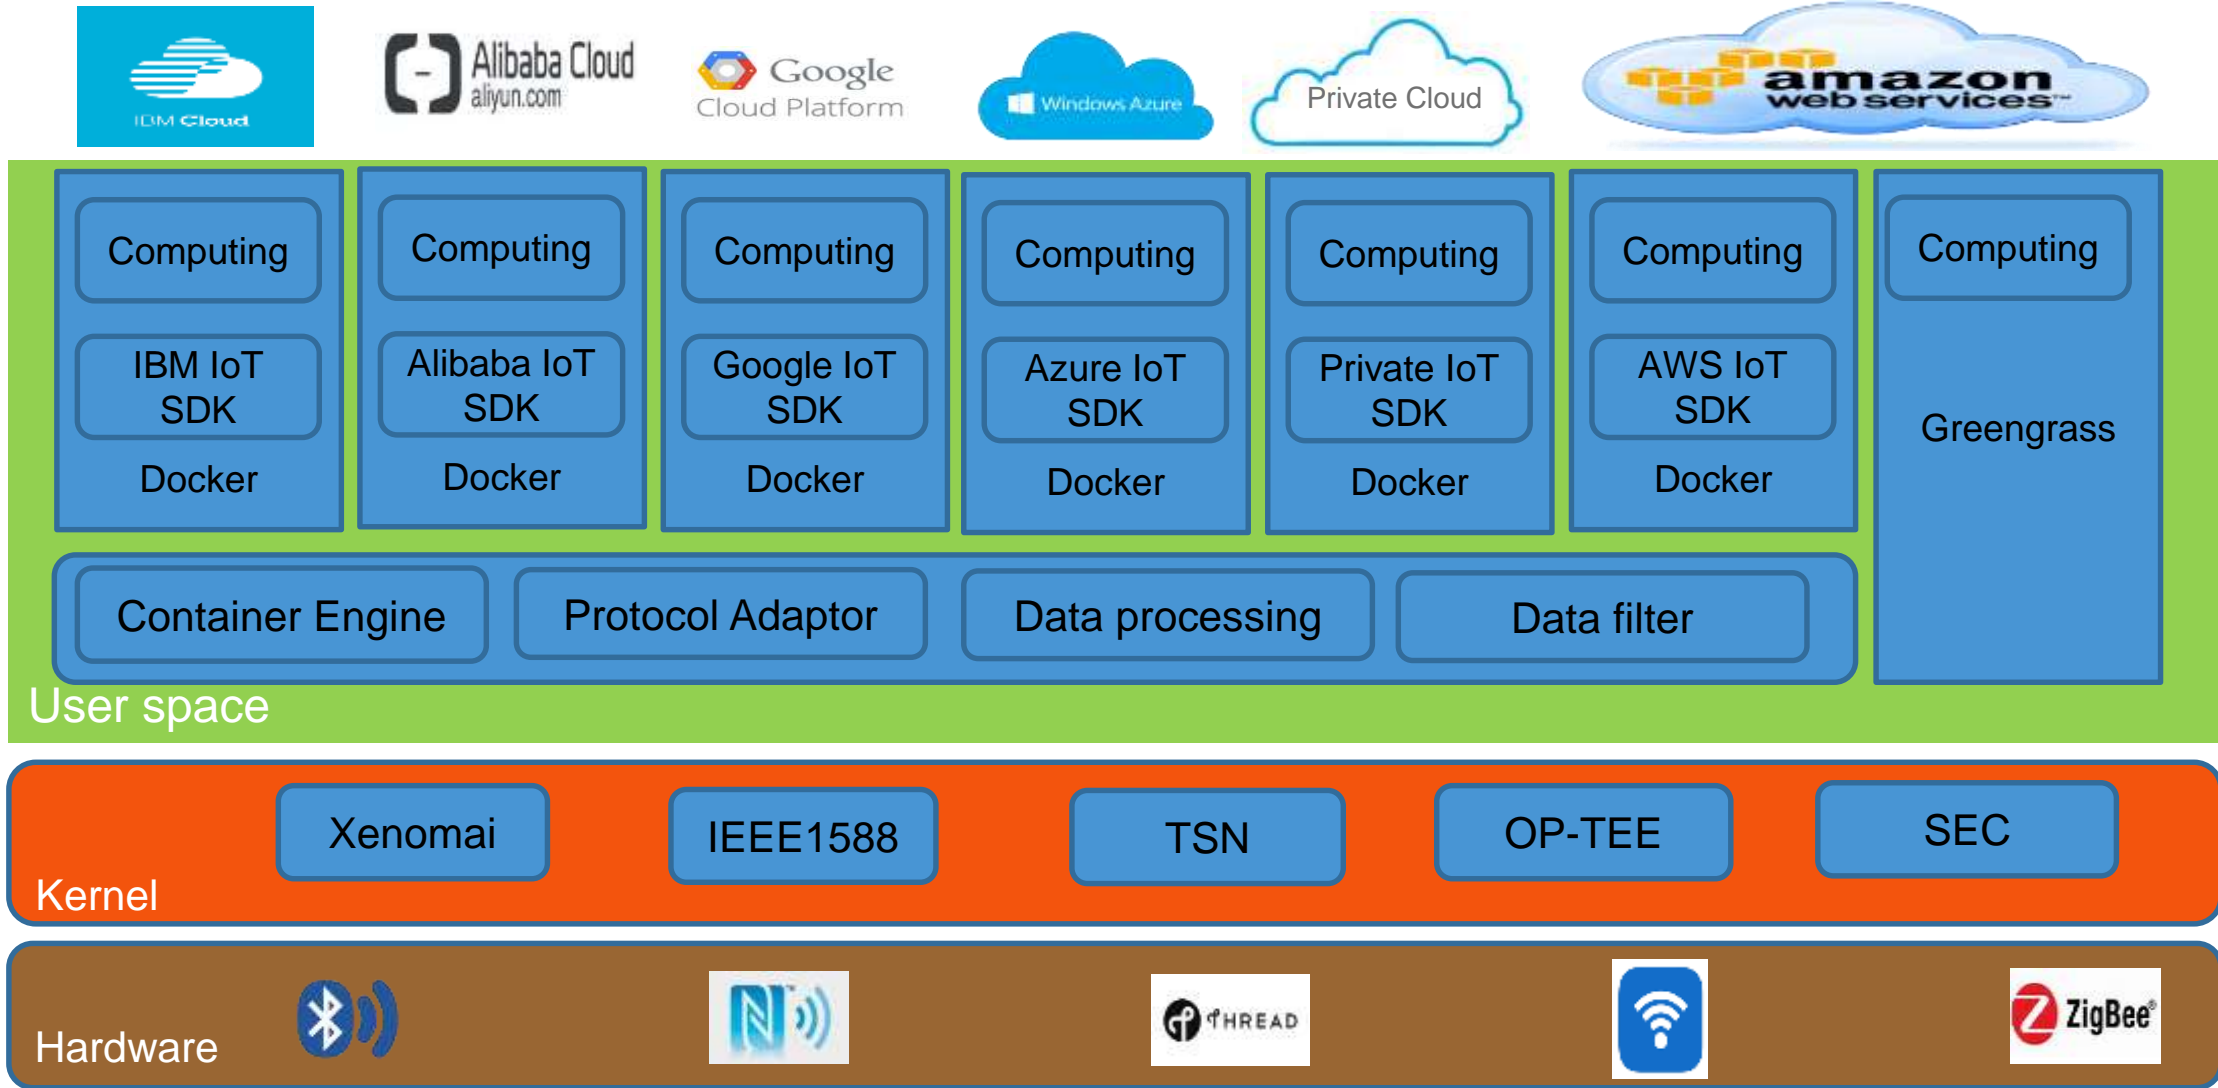 IBM Cloud
Alibaba Cloud
aliyun.com
Google
Cloud Platform
Windows Azure
Private Cloud
amazon
web services™
Computing
Computing
Computing
Computing
Computing
Computing
Computing
IBM IoT
SDK
Alibaba IoT
SDK
Google IoT
SDK
Azure IoT
SDK
Private IoT
SDK
AWS IoT
SDK
Greengrass
Docker
Docker
Docker
Docker
Docker
Docker
Container Engine
Protocol Adaptor
Data processing
Data filter
User space
Xenomai
IEEE1588
TSN
OP-TEE
SEC
Kernel
THREAD
ZigBee®
Hardware